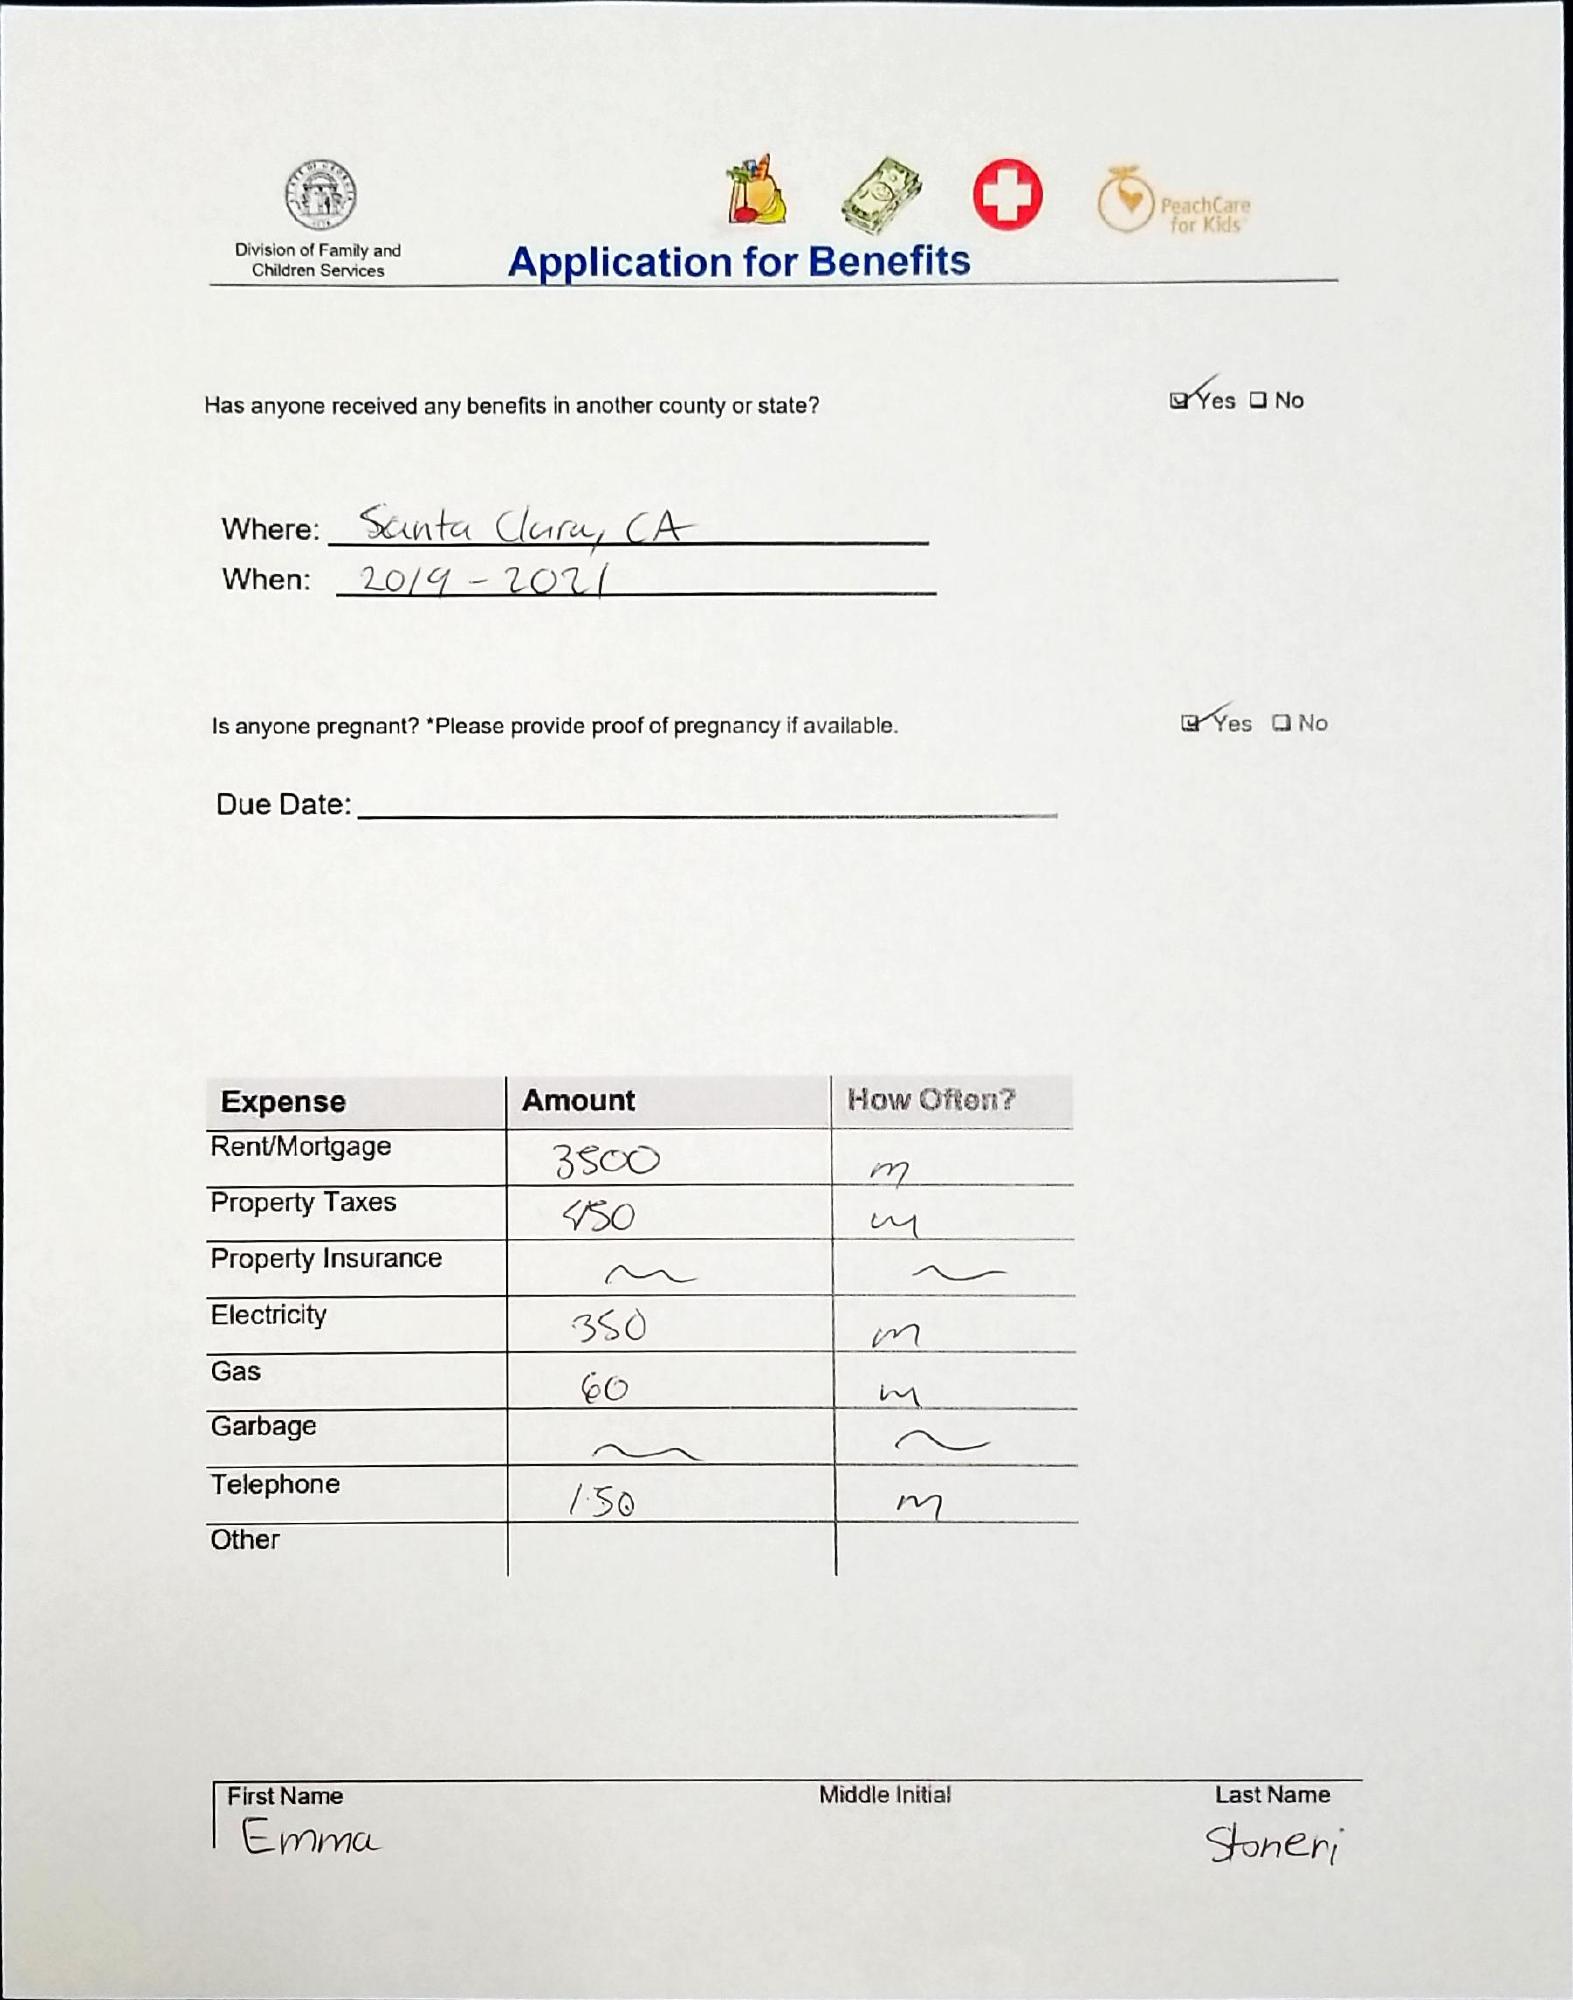 STATE OF GEORGIA
Division of Family and
Children Services
Application for Benefits
PeachCare
for Kids
Has anyone received any benefits in another county or state? Yes No
Where: Santa Clara, CA
When: 2019 - 2021
Is anyone pregnant? *Please provide proof of pregnancy if available. Yes No
Due Date:
Expense Amount How Often?
Rent/Mortgage 3500 m
Property Taxes 450 m
Property Insurance
Electricity 350 m
Gas 60 m
Garbage
Telephone 150 m
Other
First Name Middle Initial Last Name
Emma Stoneri